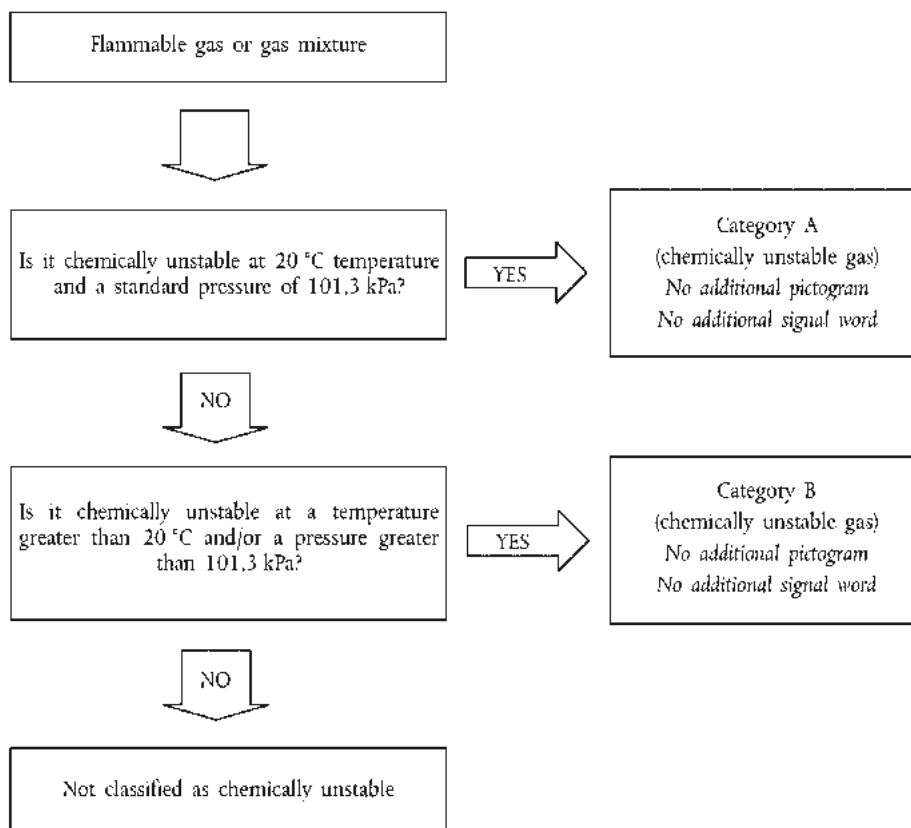 Flammable gas or gas mixture
Is it chemically unstable at 20 °C temperature
and a standard pressure of 101,3 kPa?
YES
Category A
(chemically unstable gas)
No additional pictogram
No additional signal word
NO
Is it chemically unstable at a temperature
greater than 20 °C and/or a pressure greater
than 101,3 kPa?
YES
Category B
(chemically unstable gas)
No additional pictogram
No additional signal word
NO
Not classified as chemically unstable